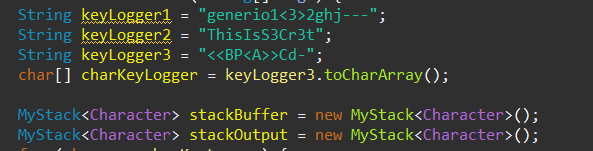 String keyLogger1 = "generio1<3>2ghj---";
String keyLogger2 = "ThisIsS3Cr3t";
String keyLogger3 = "<<BP<A>>Cd-";
char[] charKeyLogger = keyLogger3.toCharArray();
MyStack<Character> stackBuffer = new MyStack<Character>();
MyStack<Character> stackOutput = new MyStack<Character>();